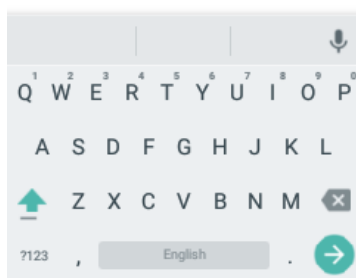 1 2 3 4 5 6 7 8 9 0
Q W E R T Y U I O P
A S D F G H J K L
Z X C V B N M
?123 , English .